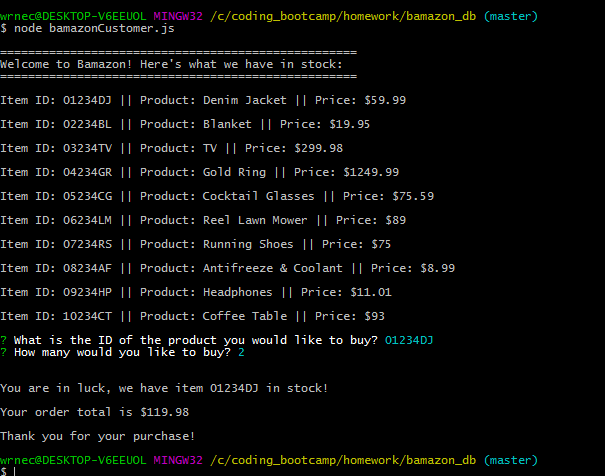 wrnec@DESKTOP-V6EEUOL MINGW32 /c/coding_bootcamp/homework/bamazon_db (master)
$ node bamazonCustomer.js
===================================================
Welcome to Bamazon! Here's what we have in stock:
===================================================
Item ID: 01234DJ || Product: Denim Jacket || Price: $59.99
Item ID: 02234BL || Product: Blanket || Price: $19.95
Item ID: 03234TV || Product: TV || Price: $299.98
Item ID: 04234GR || Product: Gold Ring || Price: $1249.99
Item ID: 05234CG || Product: Cocktail Glasses || Price: $75.59
Item ID: 06234LM || Product: Reel Lawn Mower || Price: $89
Item ID: 07234RS || Product: Running Shoes || Price: $75
Item ID: 08234AF || Product: Antifreeze & Coolant || Price: $8.99
Item ID: 09234HP || Product: Headphones || Price: $11.01
Item ID: 10234CT || Product: Coffee Table || Price: $93
? What is the ID of the product you would like to buy? 01234DJ
? How many would you like to buy? 2
You are in luck, we have item 01234DJ in stock!
Your order total is $119.98
Thank you for your purchase!
wrnec@DESKTOP-V6EEUOL MINGW32 /c/coding_bootcamp/homework/bamazon_db (master)
$